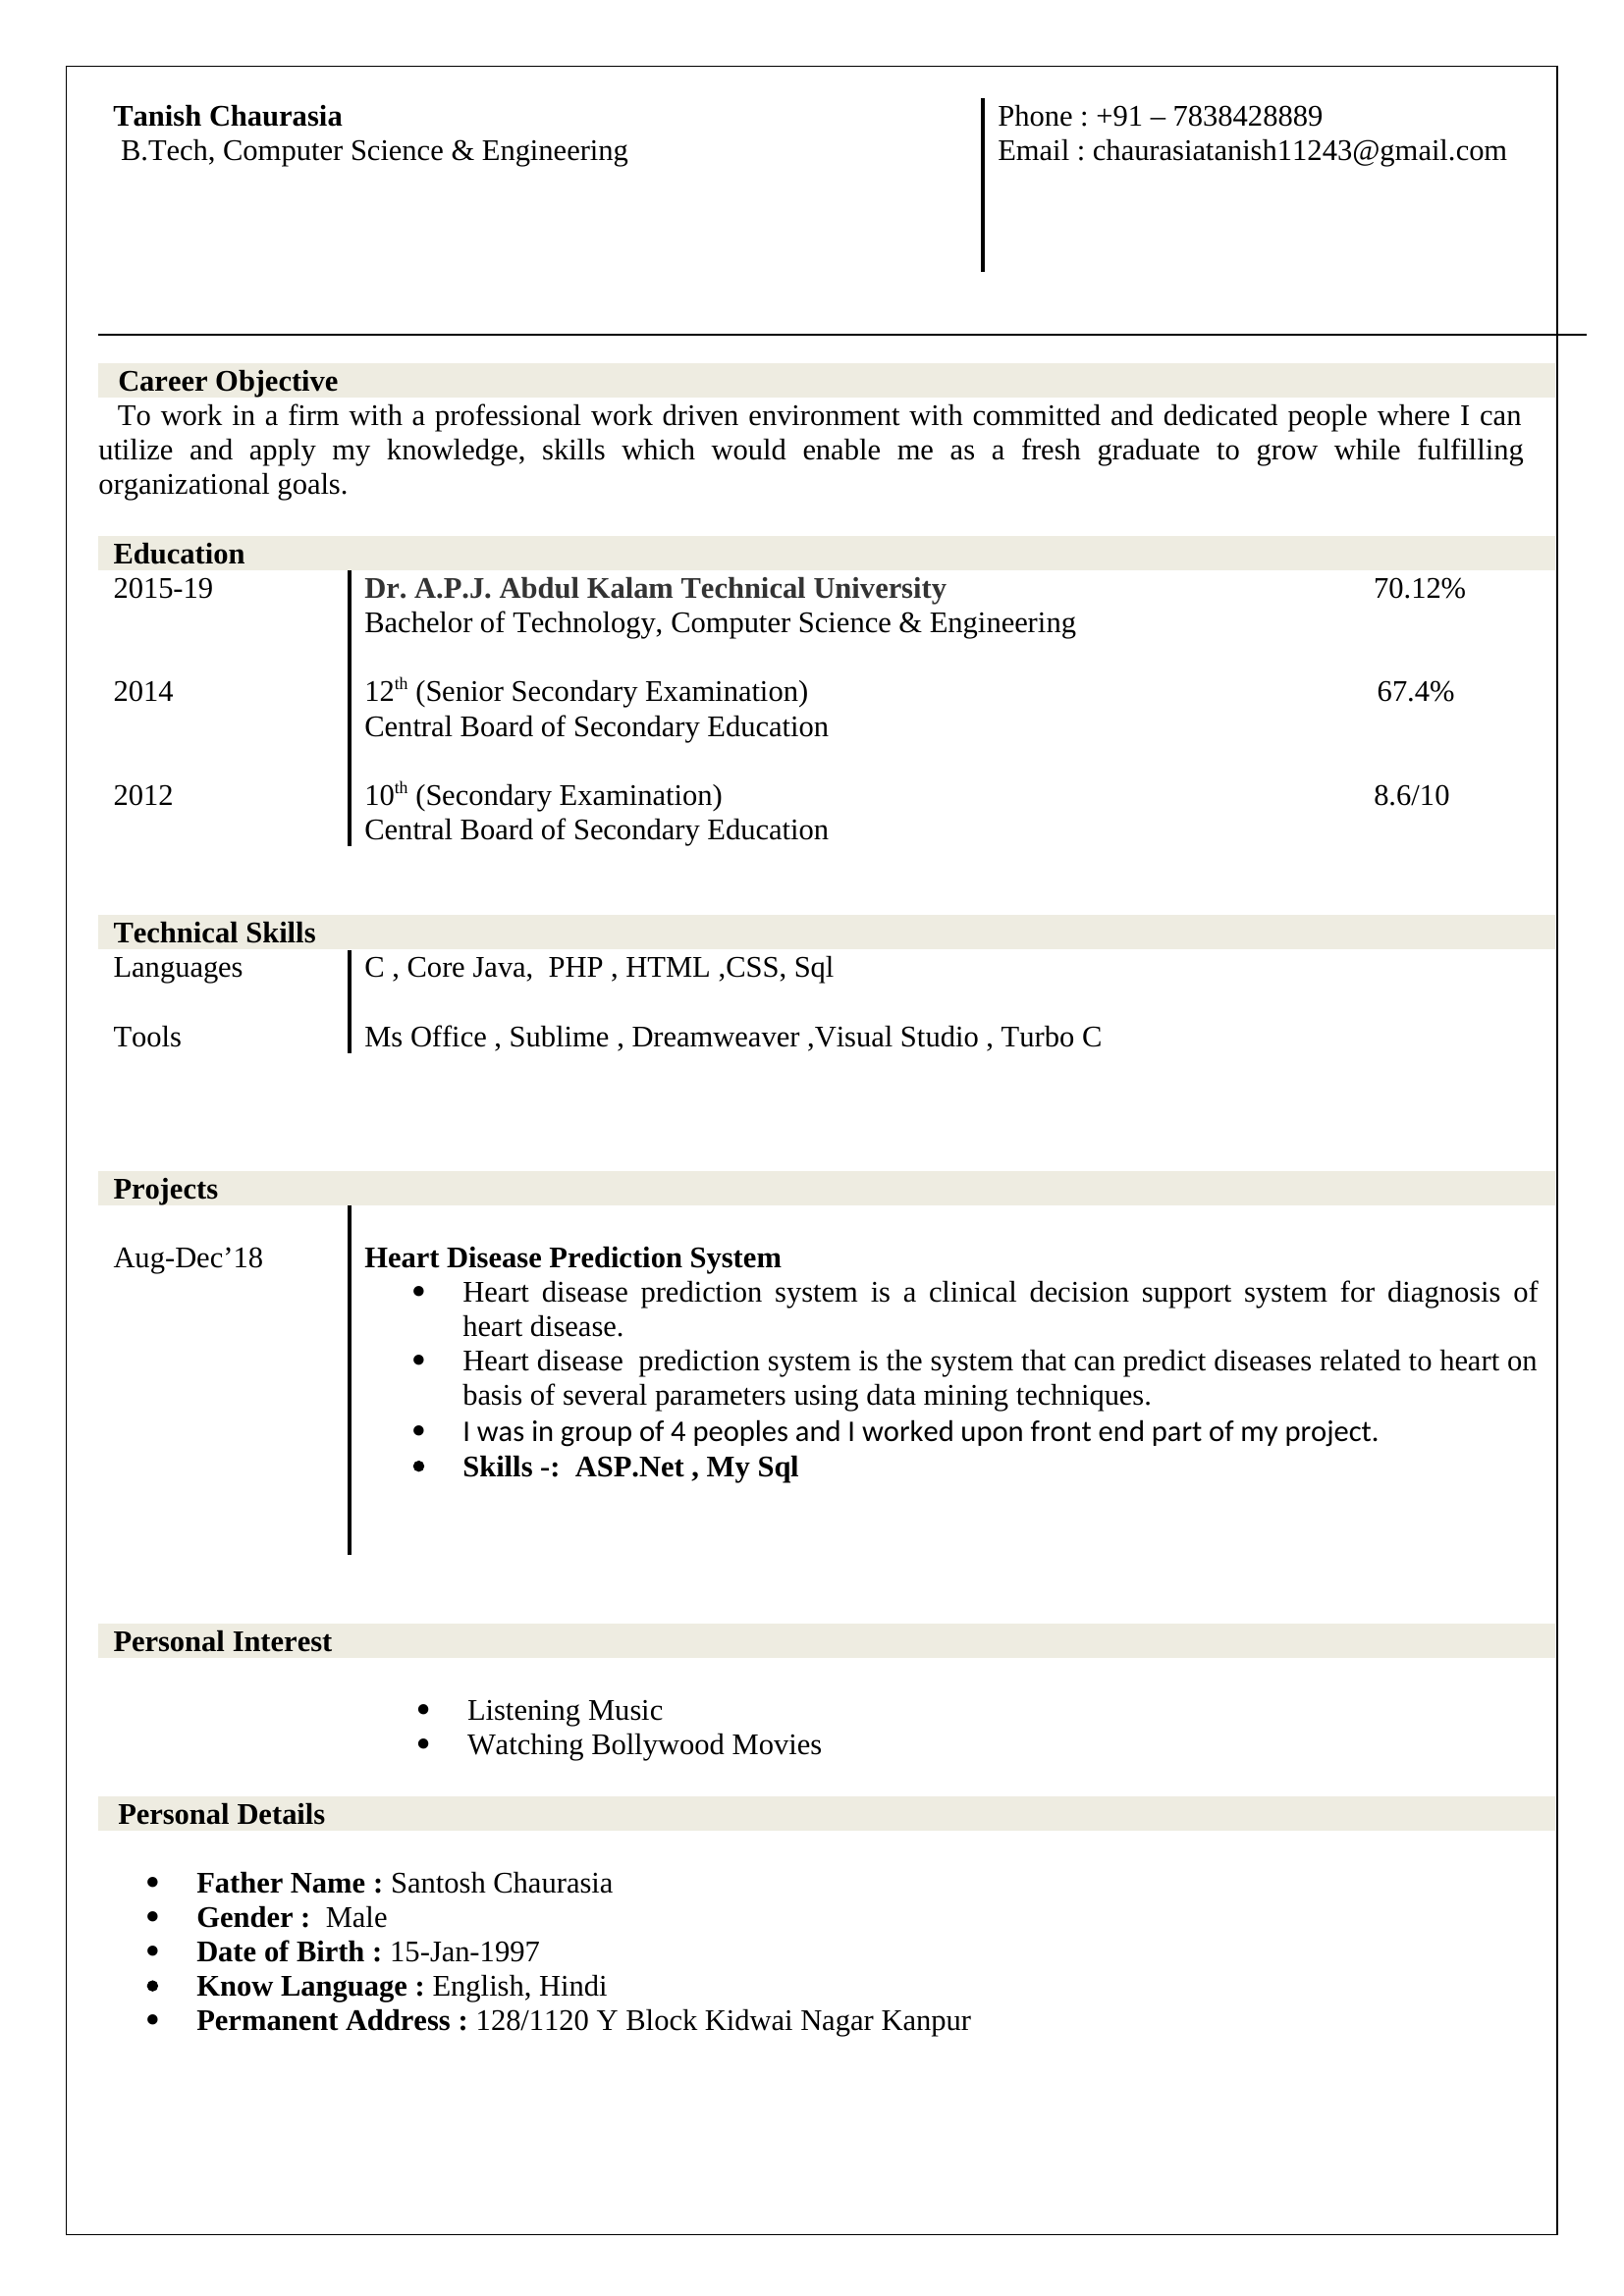 Tanish Chaurasia
B.Tech, Computer Science & Engineering
Phone : +91 – 7838428889
Email : chaurasiatanish11243@gmail.com
Career Objective
To work in a firm with a professional work driven environment with committed and dedicated people where I can
utilize and apply my knowledge, skills which would enable me as a fresh graduate to grow while fulfilling
organizational goals.
Education
2015-19 Dr. A.P.J. Abdul Kalam Technical University 70.12%
Bachelor of Technology, Computer Science & Engineering
2014 12th (Senior Secondary Examination) 67.4%
Central Board of Secondary Education
2012 10th (Secondary Examination) 8.6/10
Central Board of Secondary Education
Technical Skills
Languages C , Core Java, PHP , HTML ,CSS, Sql
Tools Ms Office , Sublime , Dreamweaver ,Visual Studio , Turbo C
Projects
Aug-Dec’18 Heart Disease Prediction System
• Heart disease prediction system is a clinical decision support system for diagnosis of
heart disease.
• Heart disease prediction system is the system that can predict diseases related to heart on
basis of several parameters using data mining techniques.
• I was in group of 4 peoples and I worked upon front end part of my project.
• Skills -: ASP.Net , My Sql
Personal Interest
• Listening Music
• Watching Bollywood Movies
Personal Details
• Father Name : Santosh Chaurasia
• Gender : Male
• Date of Birth : 15-Jan-1997
• Know Language : English, Hindi
• Permanent Address : 128/1120 Y Block Kidwai Nagar Kanpur